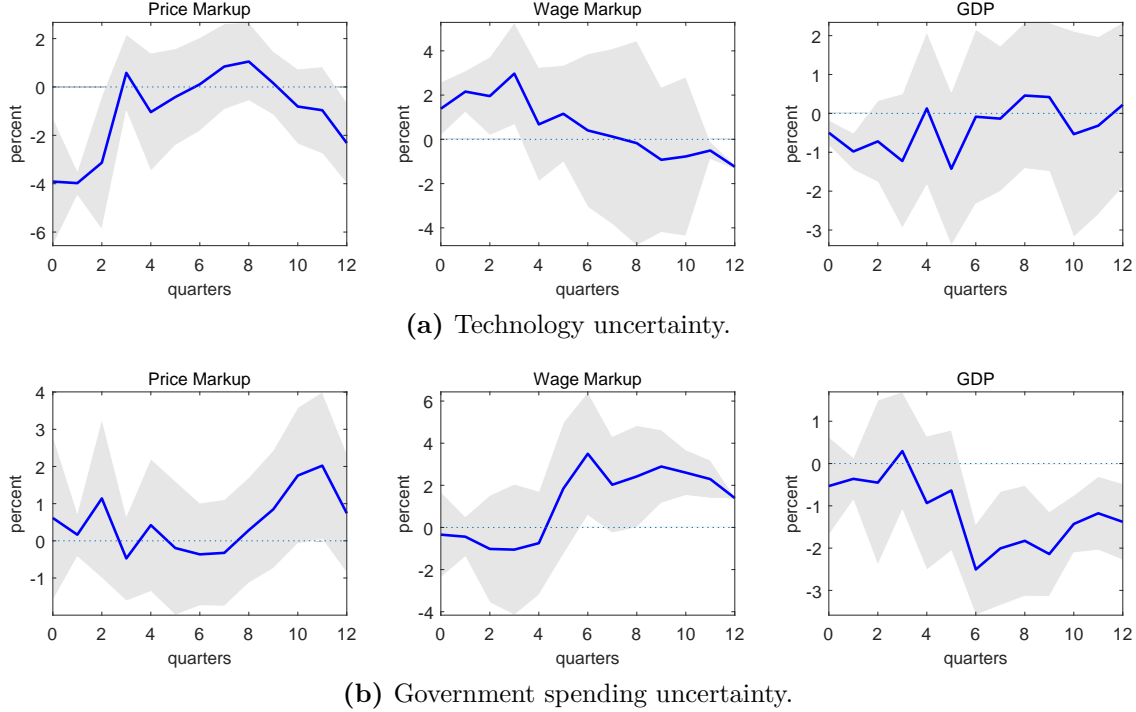 Price Markup
percent
2
0
-2
-4
-6
0 2 4 6 8 10 12
quarters
Wage Markup
percent
4
2
0
-2
-4
0 2 4 6 8 10 12
quarters
GDP
percent
2
1
0
-1
-2
-3
0 2 4 6 8 10 12
quarters
(a) Technology uncertainty.
Price Markup
percent
4
3
2
1
0
-1
0 2 4 6 8 10 12
quarters
Wage Markup
percent
6
4
2
0
-2
-4
0 2 4 6 8 10 12
quarters
GDP
percent
1
0
-1
-2
-3
0 2 4 6 8 10 12
quarters
(b) Government spending uncertainty.